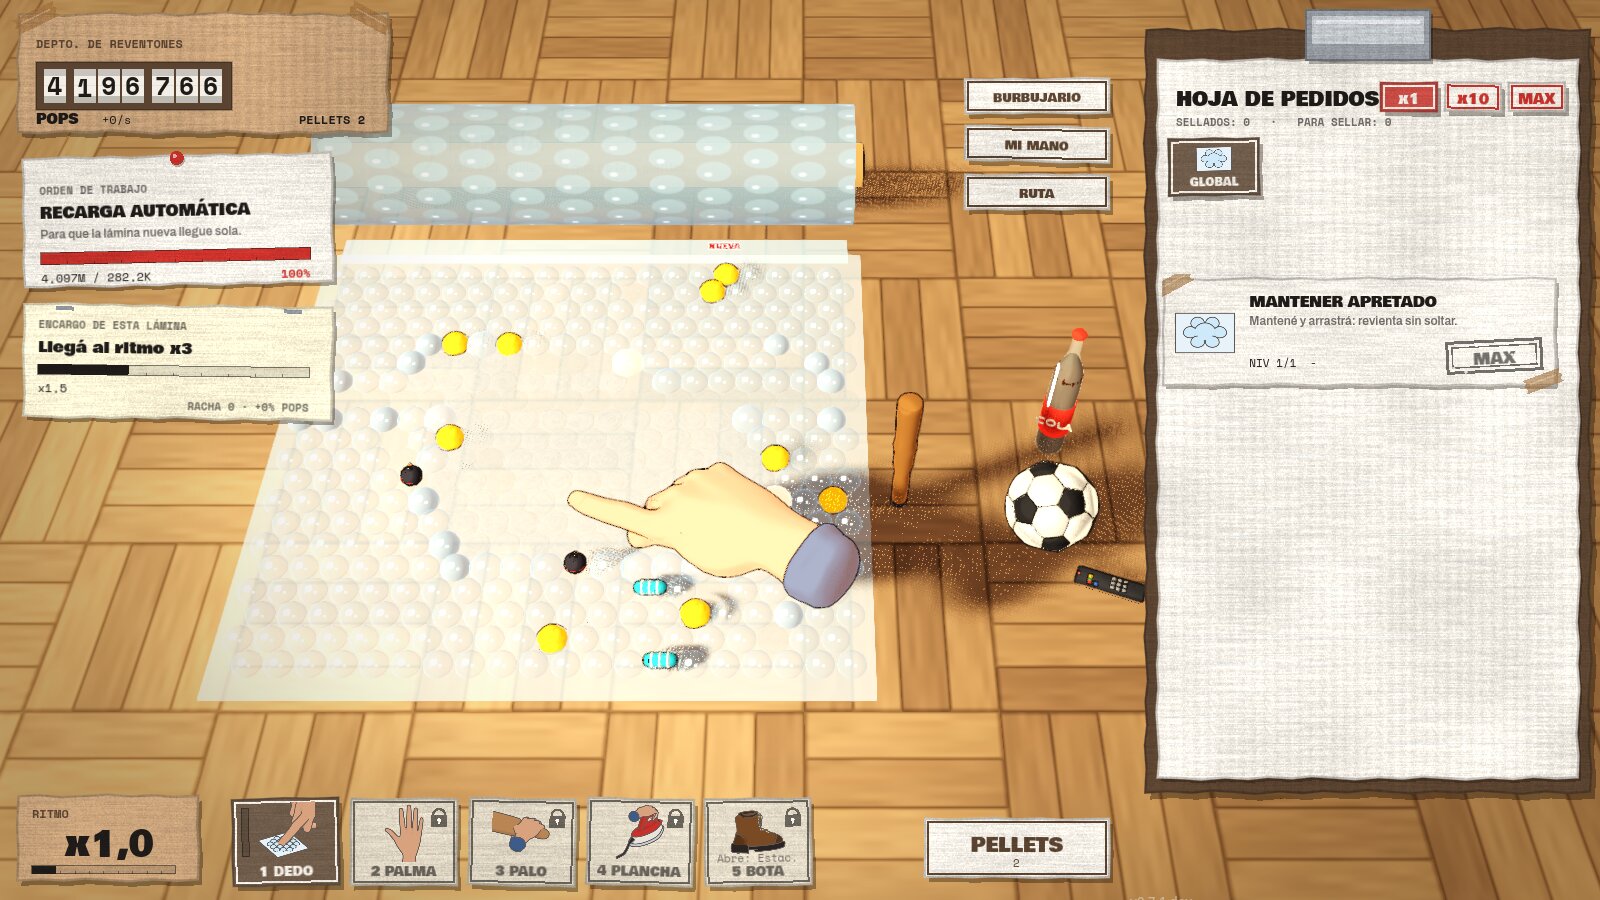 DEPTO. DE REVENTONES
4 196 766
POPS +0/s PELLETS 2
ORDEN DE TRABAJO
RECARGA AUTOMÁTICA
Para que la lámina nueva llegue sola.
4.097M / 282.2K 100%
ENCARGO DE ESTA LÁMINA
Llegá al ritmo x3
x1.5
RACHA 0 · +0% POPS
NUEVA
COLA
BURBUJARIO
MI MANO
RUTA
HOJA DE PEDIDOS x1 x10 MAX
SELLADOS: 0 · PARA SELLAR: 0
GLOBAL
MANTENER APRETADO
Mantené y arrastrá: revienta sin soltar.
NIV 1/1 -
MAX
RITMO
x1,0
1 DEDO
2 PALMA
3 PALO
4 PLANCHA
Abre: Estac.
5 BOTA
PELLETS
2